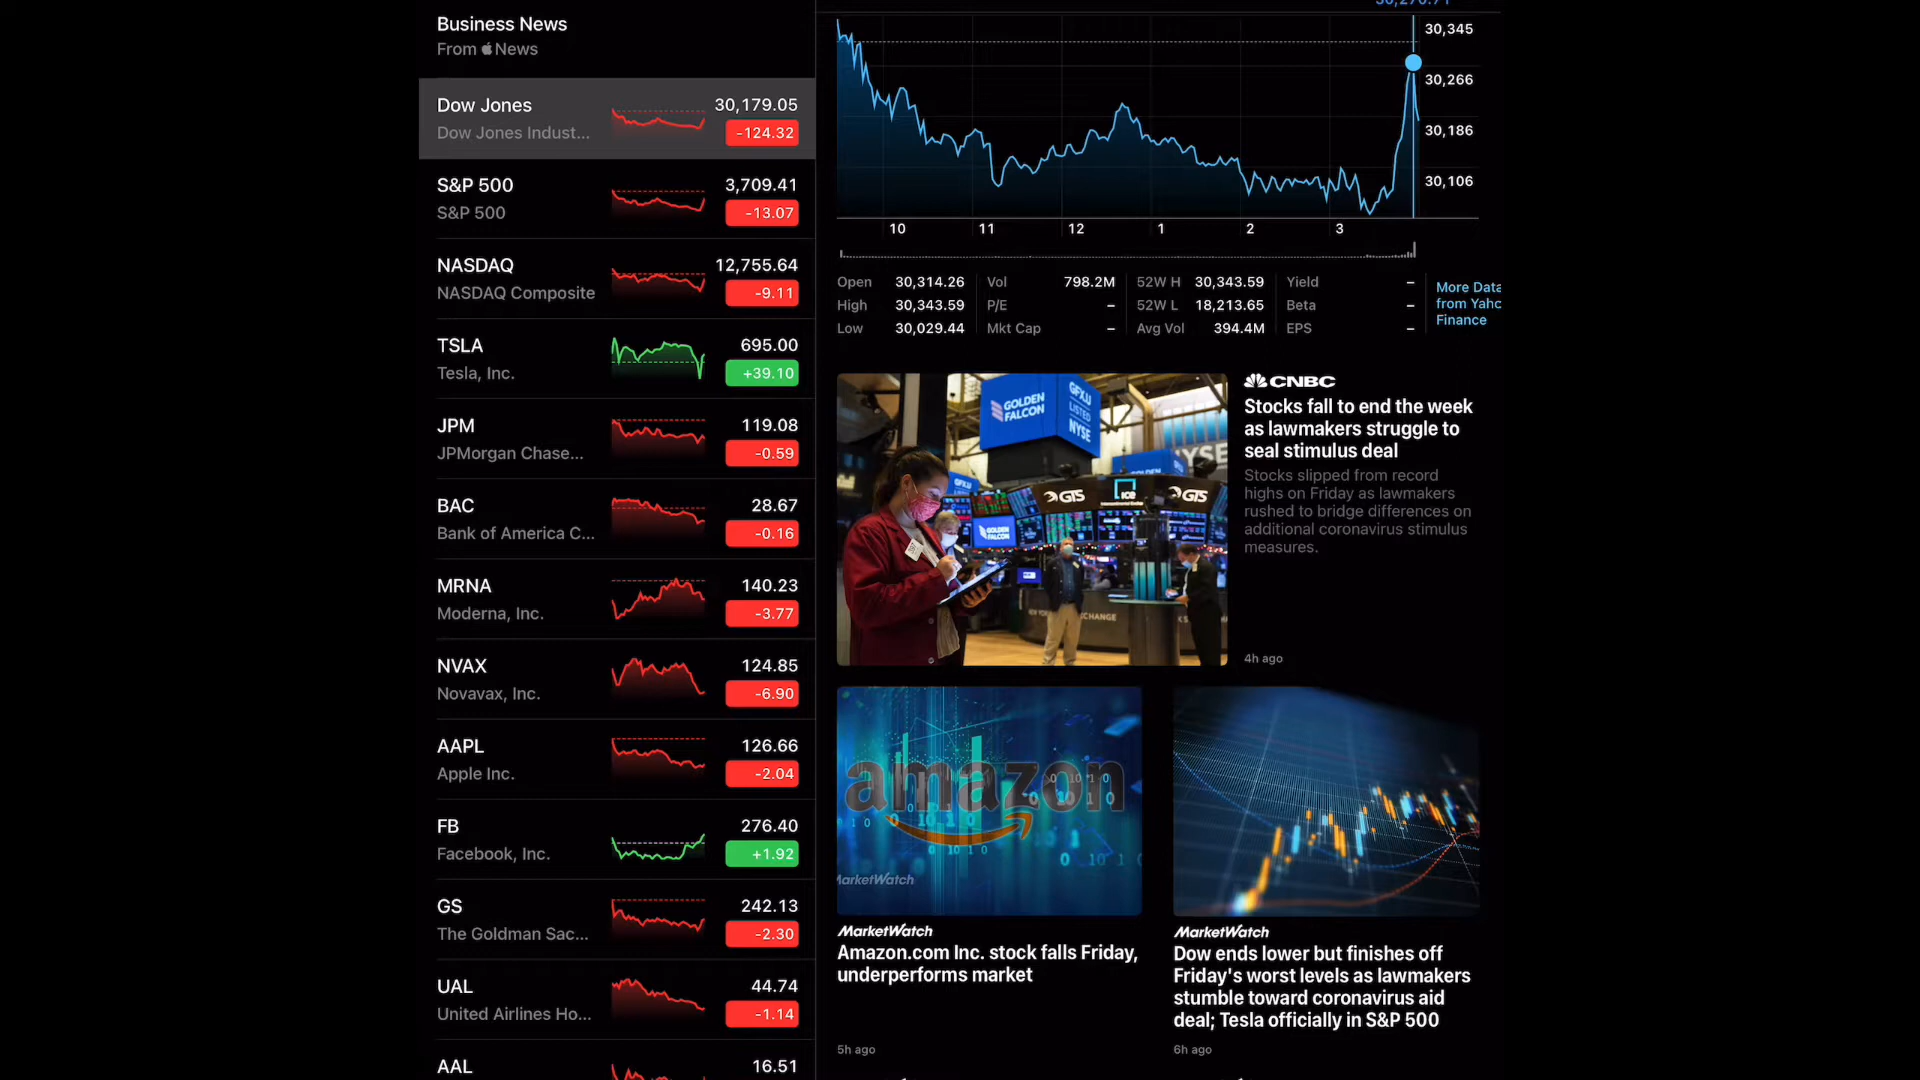 Business News
From News
Dow Jones
30,179.05
Dow Jones Indust...
-124.32
S&P 500
3,709.41
S&P 500
-13.07
NASDAQ
12,755.64
NASDAQ Composite
-9.11
TSLA
695.00
Tesla, Inc.
+39.10
JPM
119.08
JPMorgan Chase...
-0.59
BAC
28.67
Bank of America C...
-0.16
MRNA
140.23
Moderna, Inc.
-3.77
NVAX
124.85
Novavax, Inc.
-6.90
AAPL
126.66
Apple Inc.
-2.04
FB
276.40
Facebook, Inc.
+1.92
GS
242.13
The Goldman Sac...
-2.30
UAL
44.74
United Airlines Ho...
-1.14
AAL
16.51
30,345
30,266
30,186
30,106
10 11 12 1 2 3
Open 30,314.26 Vol 798.2M 52W H 30,343.59 Yield –
High 30,343.59 P/E – 52W L 18,213.65 Beta –
Low 30,029.44 Mkt Cap – Avg Vol 394.4M EPS –
More Data
from Yaho
Finance
GOLDEN
FALCON
GFX.U
LISTED
NYSE
GTS
ice
GTS
GOLDEN
FALCON
CNBC
Stocks fall to end the week
as lawmakers struggle to
seal stimulus deal
Stocks slipped from record
highs on Friday as lawmakers
rushed to bridge differences on
additional coronavirus stimulus
measures.
4h ago
amazon
MarketWatch
MarketWatch
Amazon.com Inc. stock falls Friday,
underperforms market
5h ago
MarketWatch
Dow ends lower but finishes off
Friday's worst levels as lawmakers
stumble toward coronavirus aid
deal; Tesla officially in S&P 500
6h ago